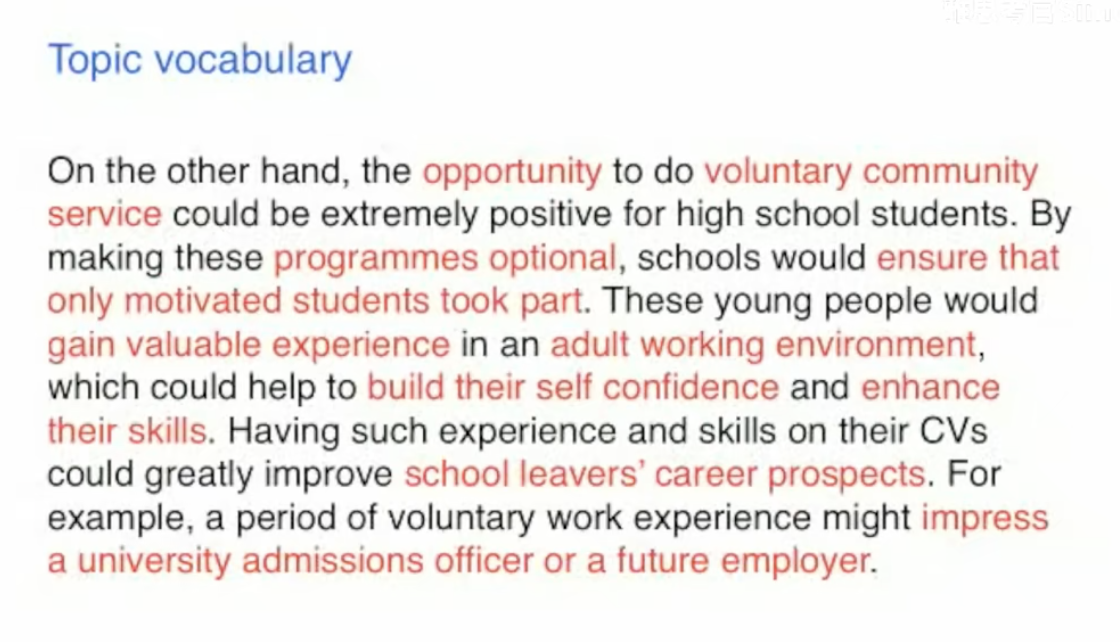 Topic vocabulary
On the other hand, the opportunity to do voluntary community
service could be extremely positive for high school students. By
making these programmes optional, schools would ensure that
only motivated students took part. These young people would
gain valuable experience in an adult working environment,
which could help to build their self confidence and enhance
their skills. Having such experience and skills on their CVs
could greatly improve school leavers' career prospects. For
example, a period of voluntary work experience might impress
a university admissions officer or a future employer.